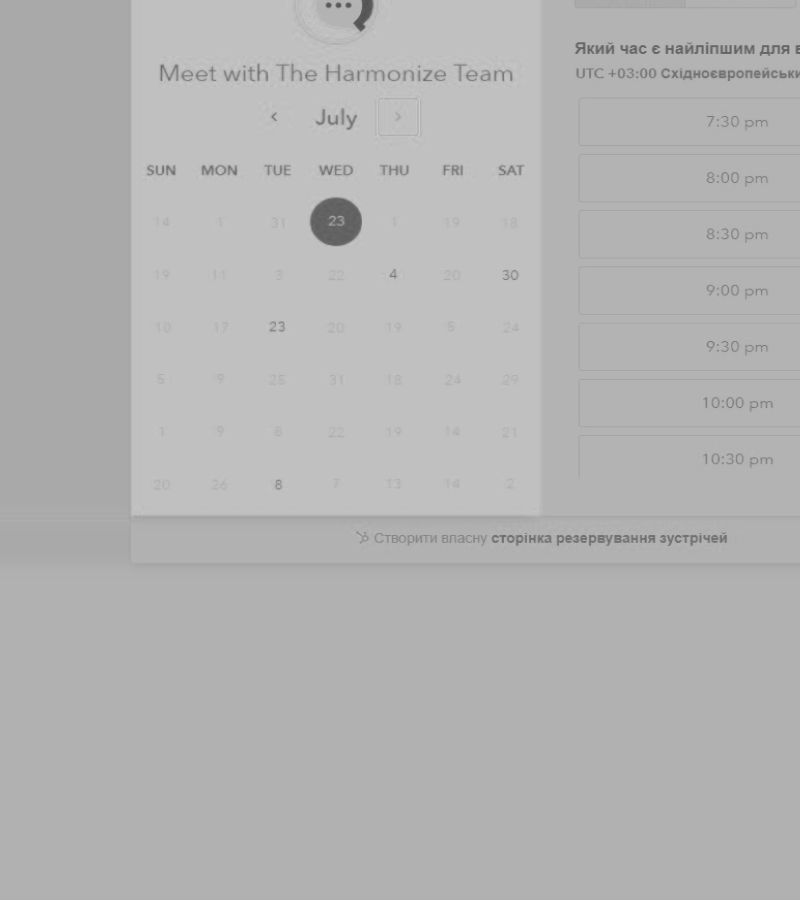 Meet with The Harmonize Team
July
SUN MON TUE WED THU FRI SAT
14 1 31 23 1 19 18
19 11 3 22 4 20 30
10 17 23 20 19 5 24
5 9 25 31 18 24 29
1 9 8 22 19 14 21
20 26 8 7 13 14 2
Який час є найліпшим для
UTC +03:00
7:30 pm
8:00 pm
8:30 pm
9:00 pm
9:30 pm
10:00 pm
10:30 pm
Створити власну сторінка резервування зустрічей